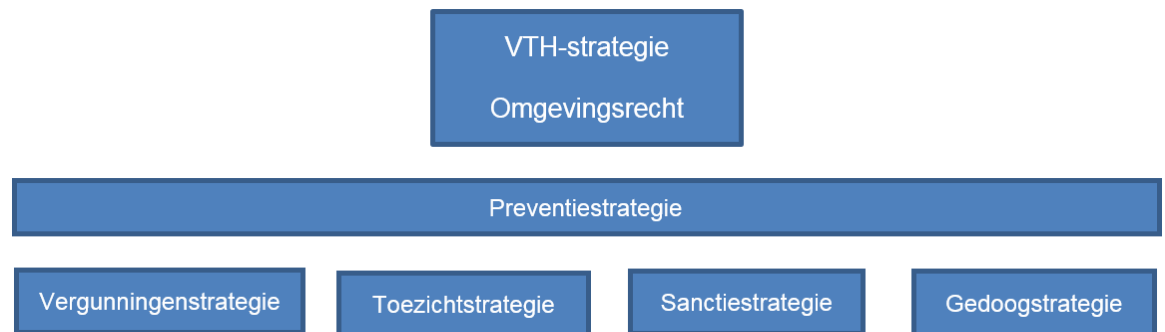 VTH-strategie
Omgevingsrecht
Preventiestrategie
Vergunningenstrategie
Toezichtstrategie
Sanctiestrategie
Gedoogstrategie